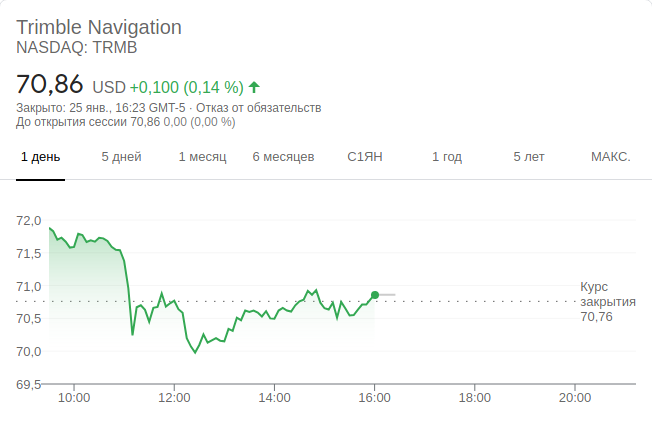 Trimble Navigation
NASDAQ: TRMB
70,86 USD +0,100 (0,14 %)
Закрыто: 25 янв., 16:23 GMT-5 · Отказ от обязательств
До открытия сессии 70,86 0,00 (0,00 %)
1 день 5 дней 1 месяц 6 месяцев С1ЯН 1 год 5 лет МАКС.
72,0
71,5
71,0
70,5
70,0
69,5
Курс
закрытия
70,76
10:00 12:00 14:00 16:00 18:00 20:00